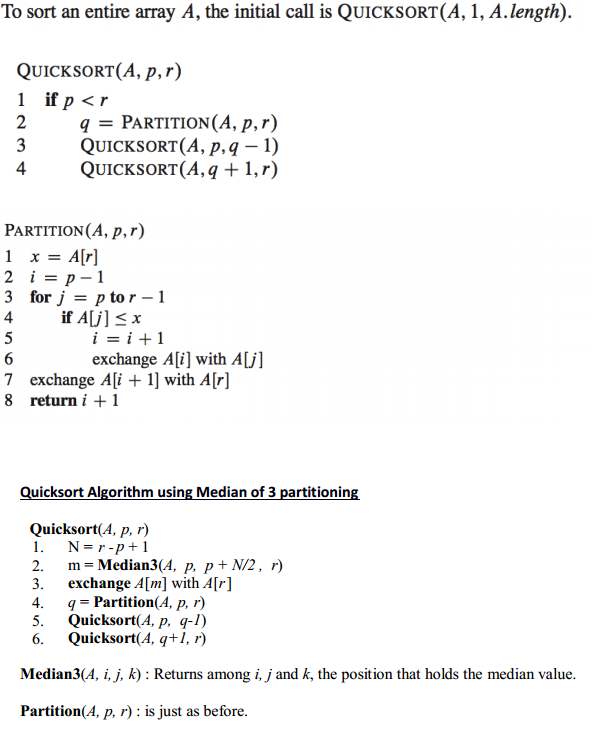 To sort an entire array A, the initial call is QUICKSORT(A, 1, A.length).
QUICKSORT(A, p, r)
1 if p < r
2 q = PARTITION(A, p, r)
3 QUICKSORT(A, p, q − 1)
4 QUICKSORT(A, q + 1, r)
PARTITION(A, p, r)
1 x = A[r]
2 i = p − 1
3 for j = p to r − 1
4 if A[j] ≤ x
5 i = i + 1
6 exchange A[i] with A[j]
7 exchange A[i + 1] with A[r]
8 return i + 1
Quicksort Algorithm using Median of 3 partitioning
Quicksort(A, p, r)
1. N = r -p + 1
2. m = Median3(A, p, p + N/2 , r)
3. exchange A[m] with A[r]
4. q = Partition(A, p, r)
5. Quicksort(A, p, q-1)
6. Quicksort(A, q+1, r)
Median3(A, i, j, k) : Returns among i, j and k, the position that holds the median value.
Partition(A, p, r) : is just as before.